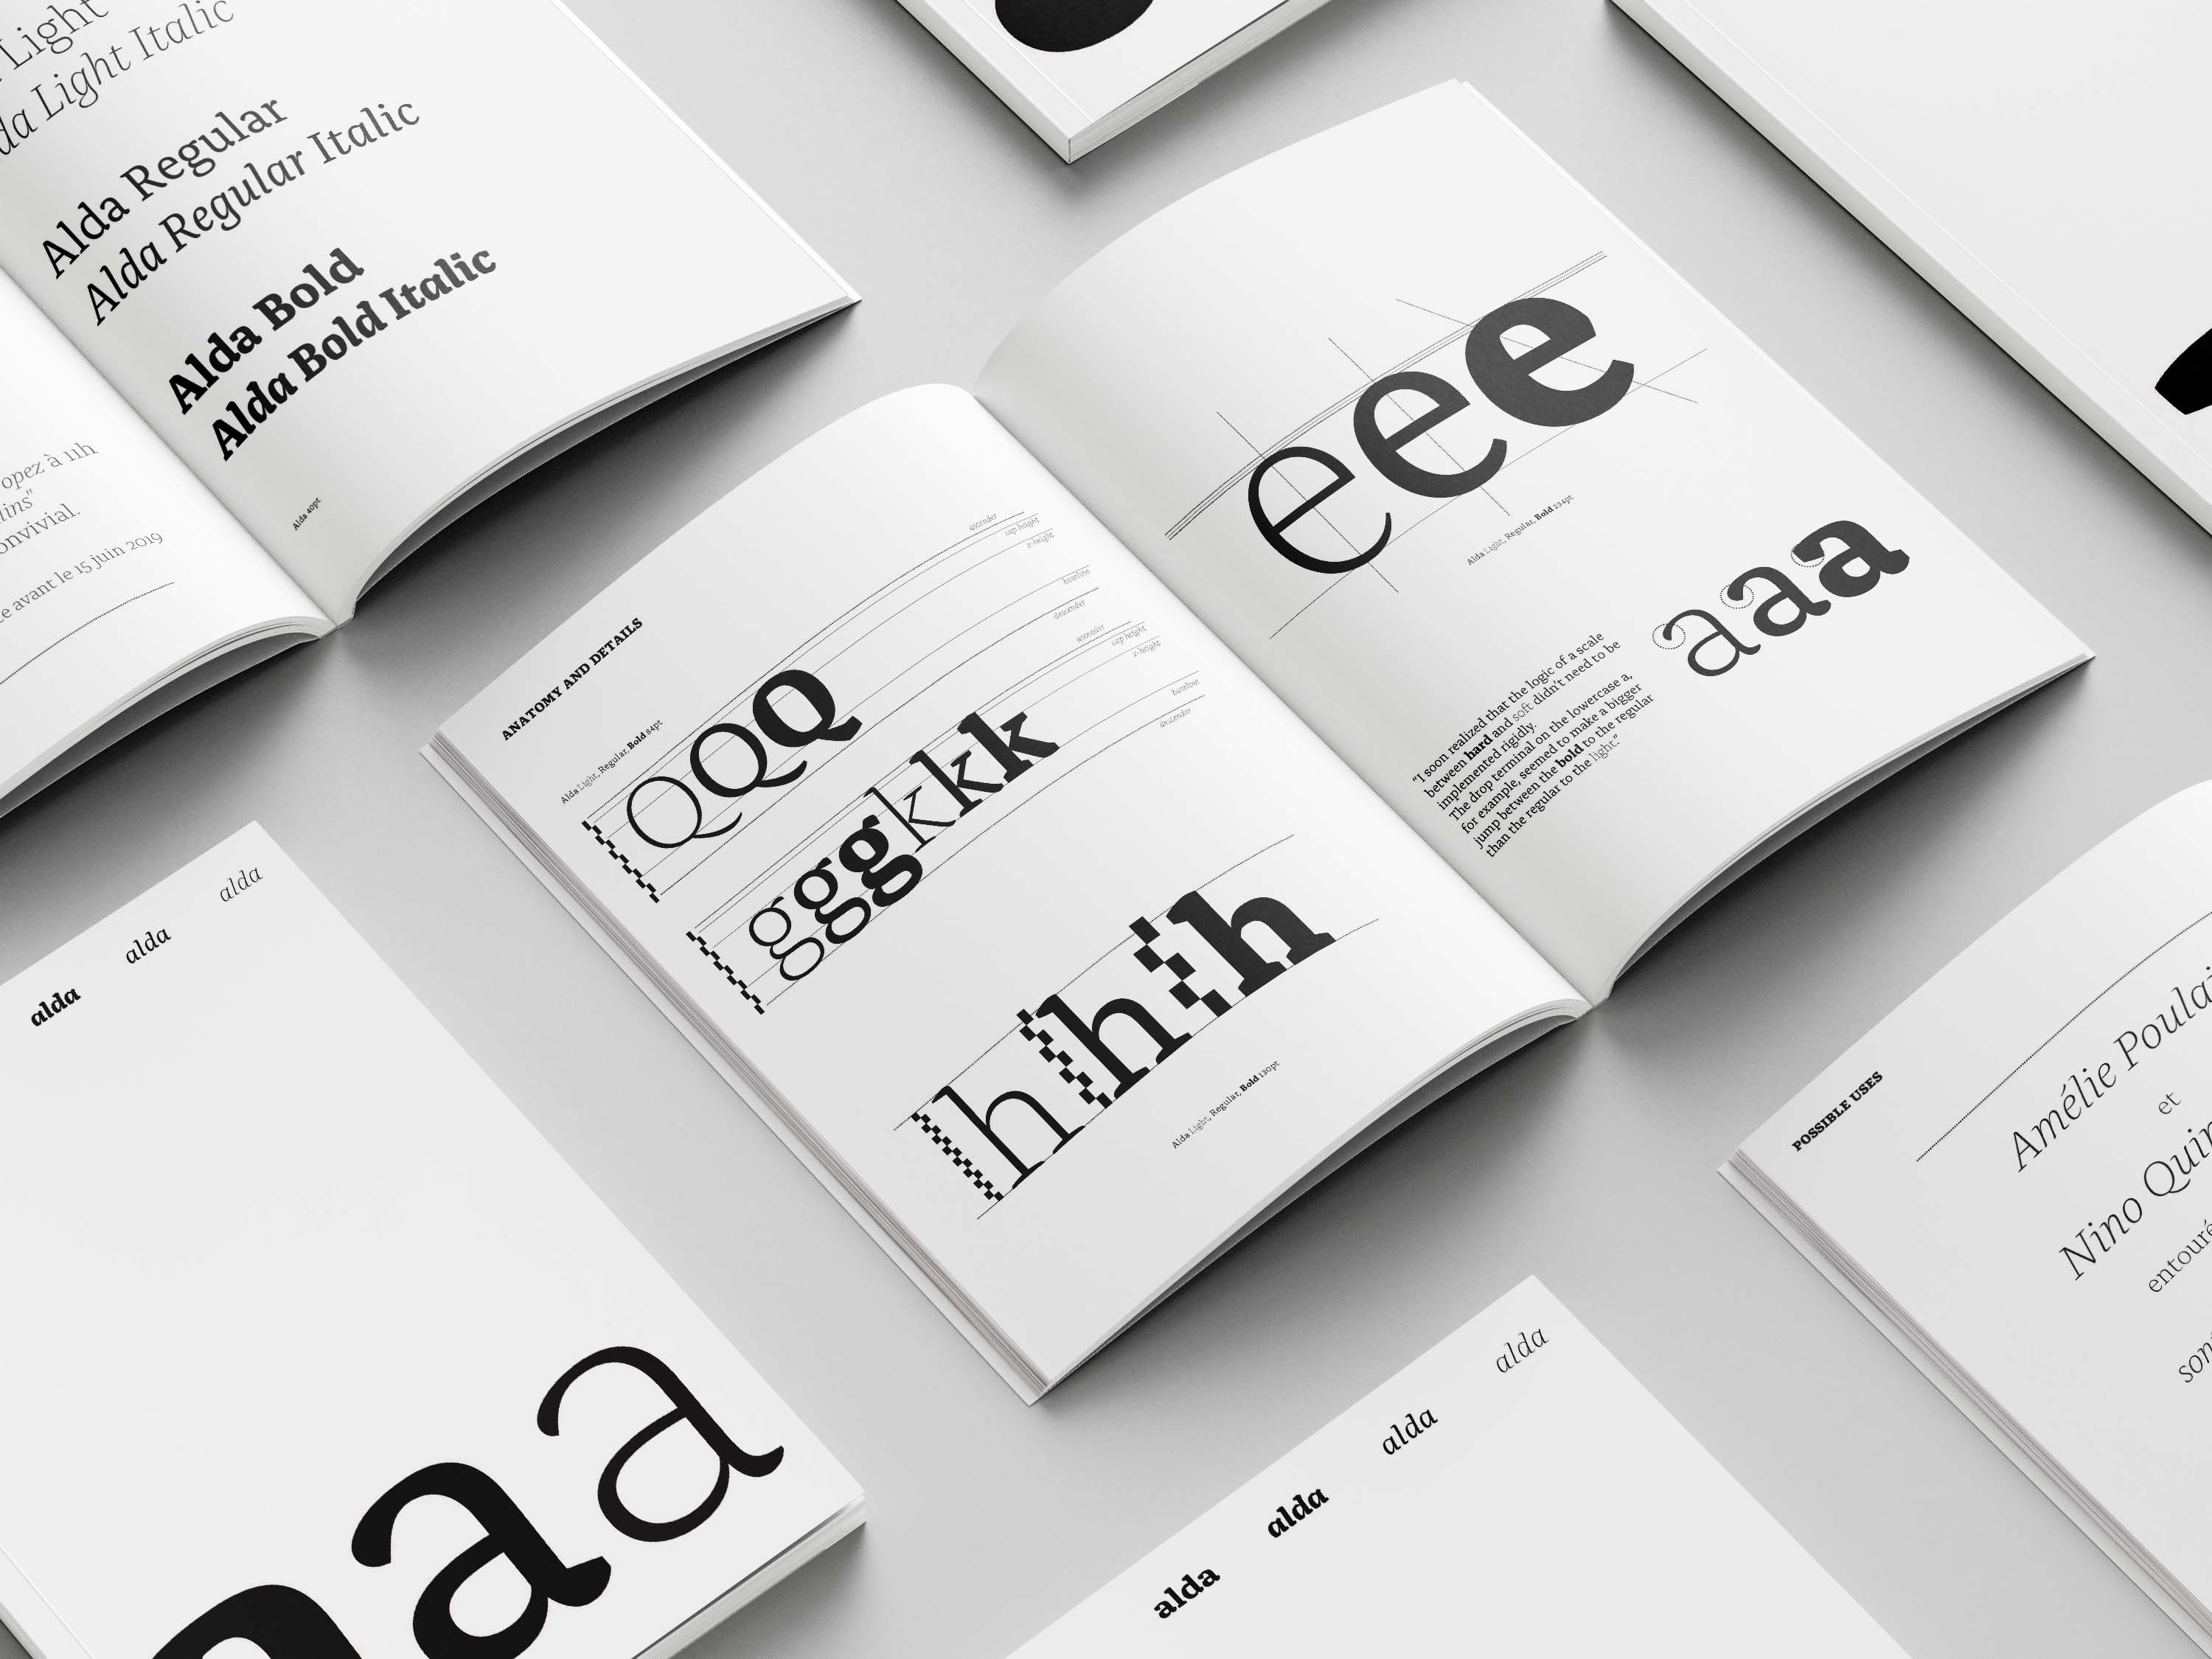 Light
da Light Italic
Alda Regular
Alda Regular Italic
Alda Bold
Alda Bold Italic
Alda 40pt
opez à 11h
lins"
onvivial.
e avant le 15 juin 2019
ANATOMY AND DETAILS
Alda Light, Regular, Bold 84pt
QQQ
ascender
cap height
x-height
baseline
descender
gggkkk
ascender
cap height
x-height
baseline
descender
hhh
Alda Light, Regular, Bold 130pt
eee
Alda Light, Regular, Bold 234pt
aaa
"I soon realized that the logic of a scale
between hard and soft didn't need to be
implemented rigidly.
The drop terminal on the lowercase a,
for example, seemed to make a bigger
jump between the bold to the regular
than the regular to the light."
alda
alda
alda
aa
alda
alda
alda
alda
POSSIBLE USES
Amélie Poulai
et
Nino Quin
entouré
son